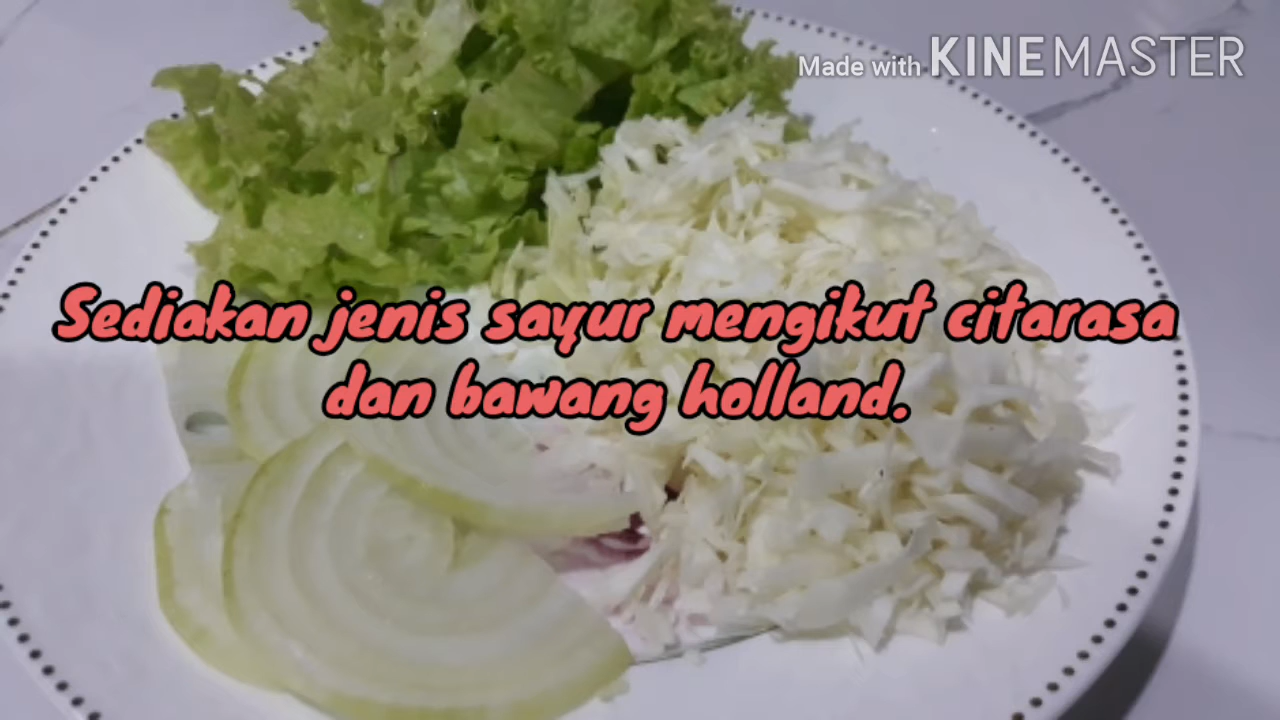 Made with KINEMASTER
Sediakan jenis sayur mengikut citarasa
dan bawang holland.